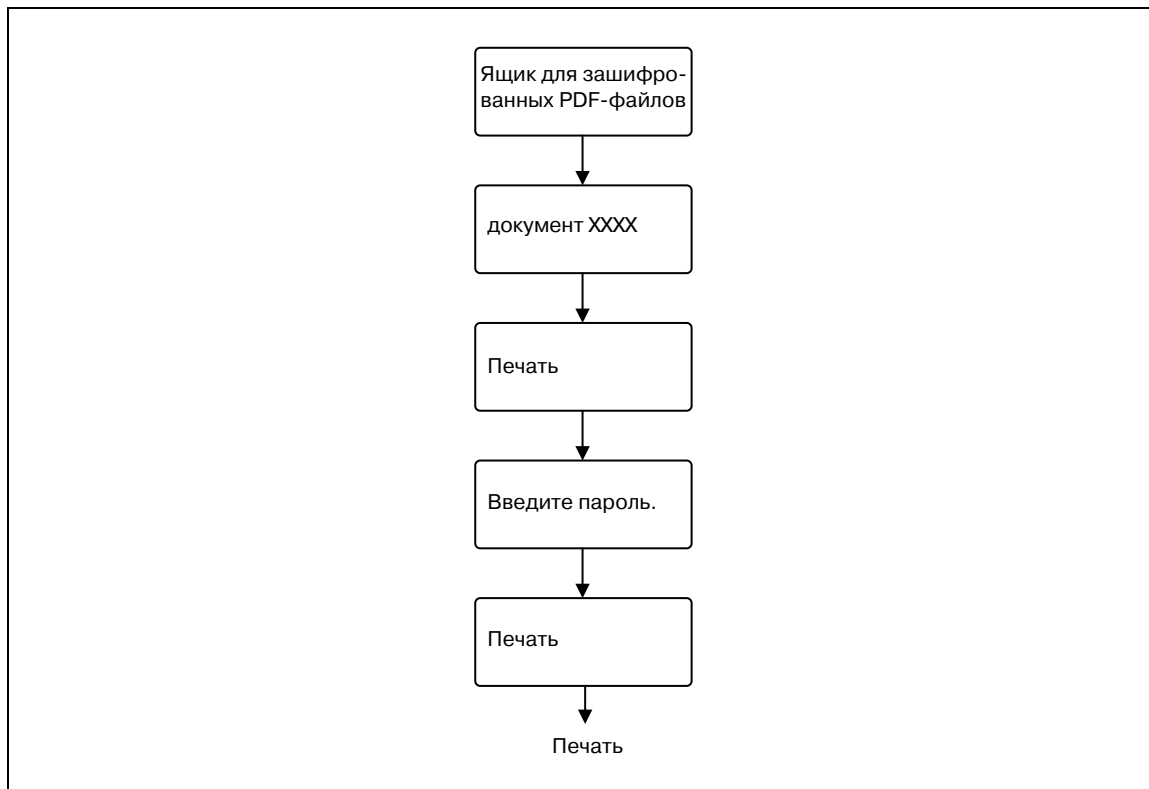 Ящик для зашифро-
ванных PDF-файлов
документ XXXX
Печать
Введите пароль.
Печать
Печать